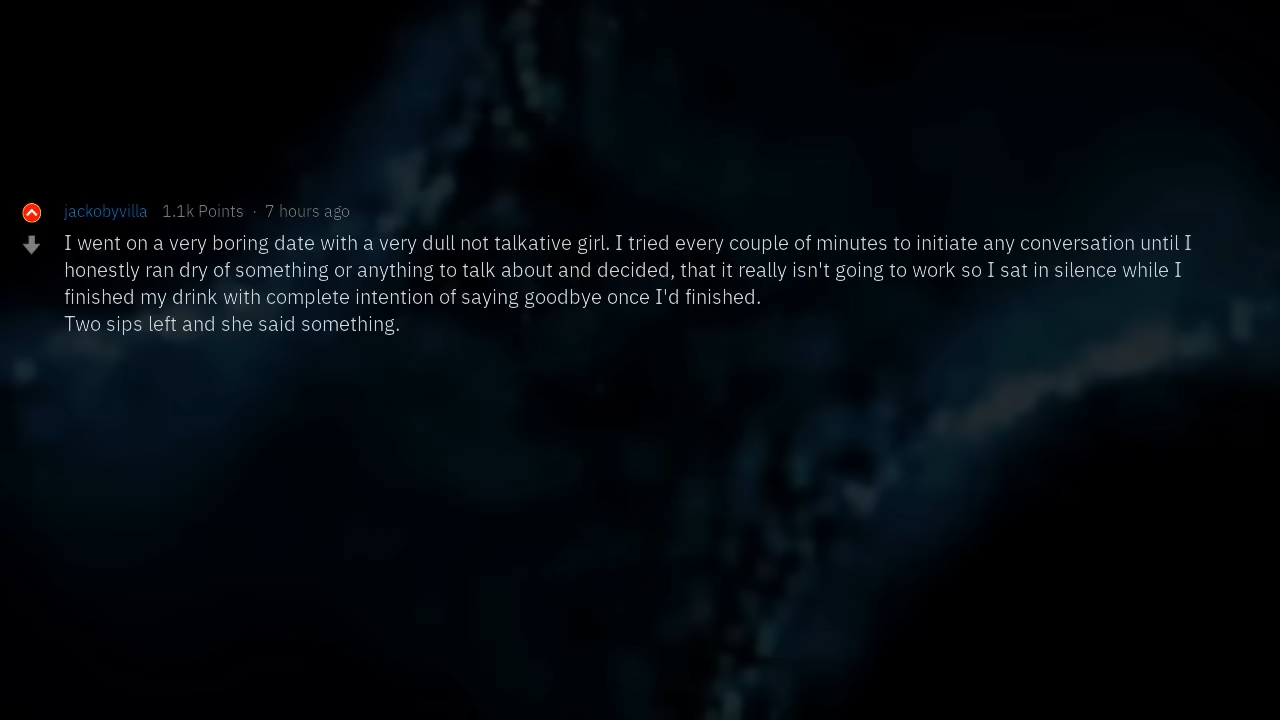 jackobyvilla 1.1k Points · 7 hours ago
I went on a very boring date with a very dull not talkative girl. I tried every couple of minutes to initiate any conversation until I
honestly ran dry of something or anything to talk about and decided, that it really isn't going to work so I sat in silence while I
finished my drink with complete intention of saying goodbye once I'd finished.
Two sips left and she said something.